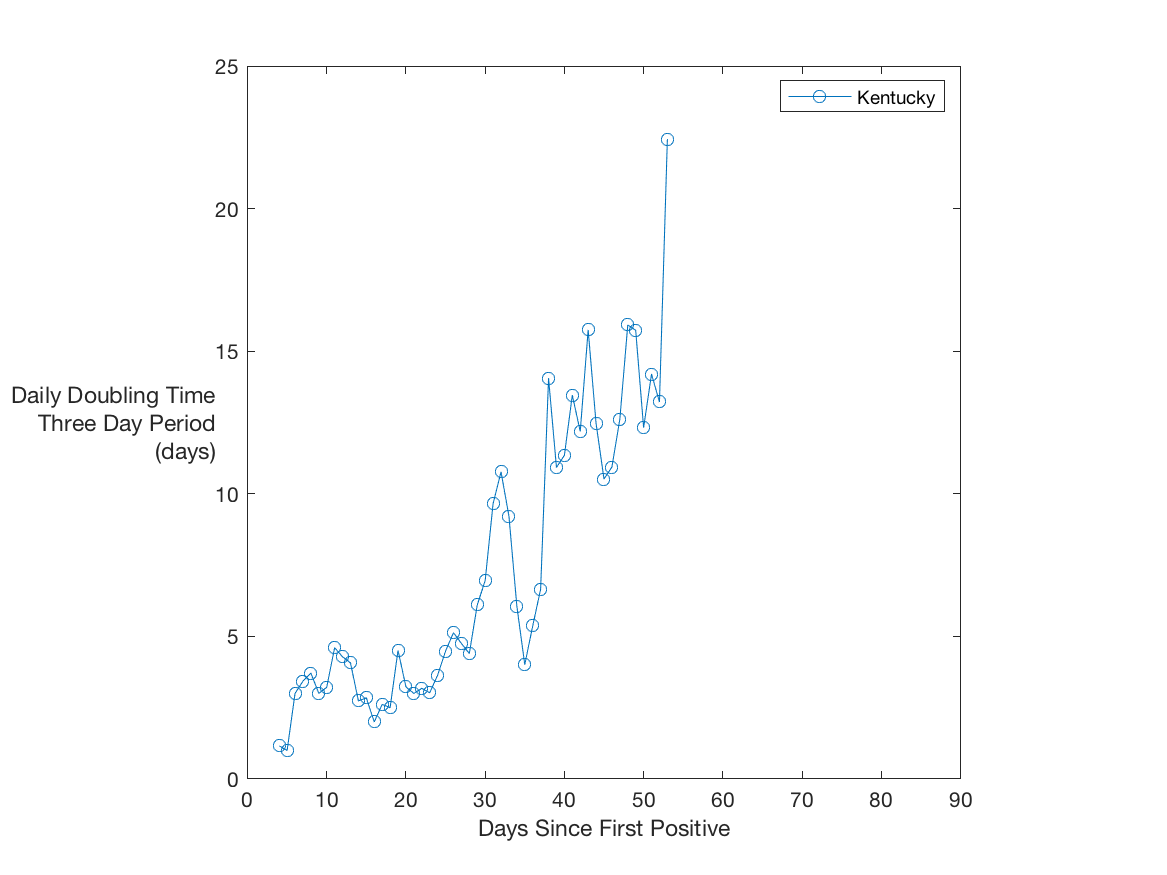 25
Kentucky
20
15
Daily Doubling Time
Three Day Period
(days)
10
5
0
0 10 20 30 40 50 60 70 80 90
Days Since First Positive